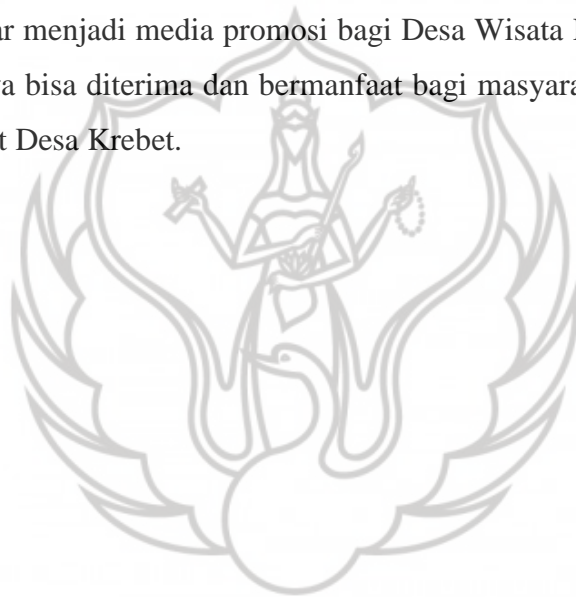 ar menjadi media promosi bagi Desa Wisata
a bisa diterima dan bermanfaat bagi masyara
t Desa Krebet.